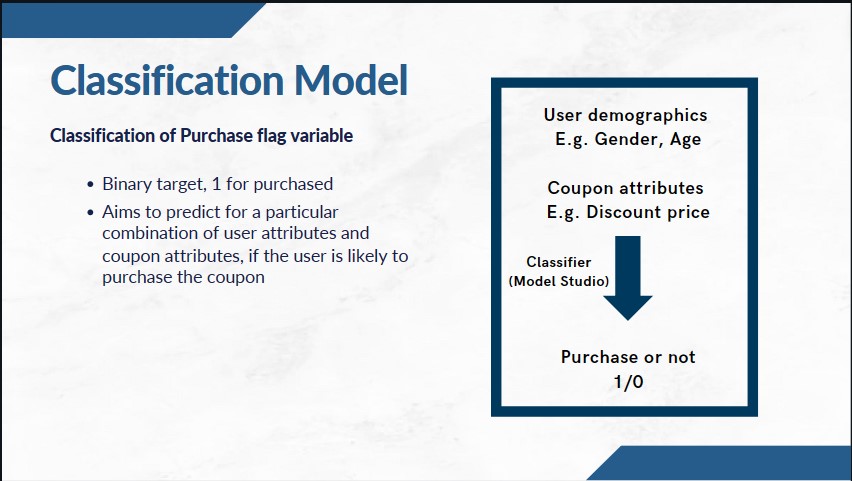 Classification Model
Classification of Purchase flag variable
• Binary target, 1 for purchased
• Aims to predict for a particular
combination of user attributes and
coupon attributes, if the user is likely to
purchase the coupon
User demographics
E.g. Gender, Age
Coupon attributes
E.g. Discount price
Classifier
(Model Studio)
Purchase or not
1/0